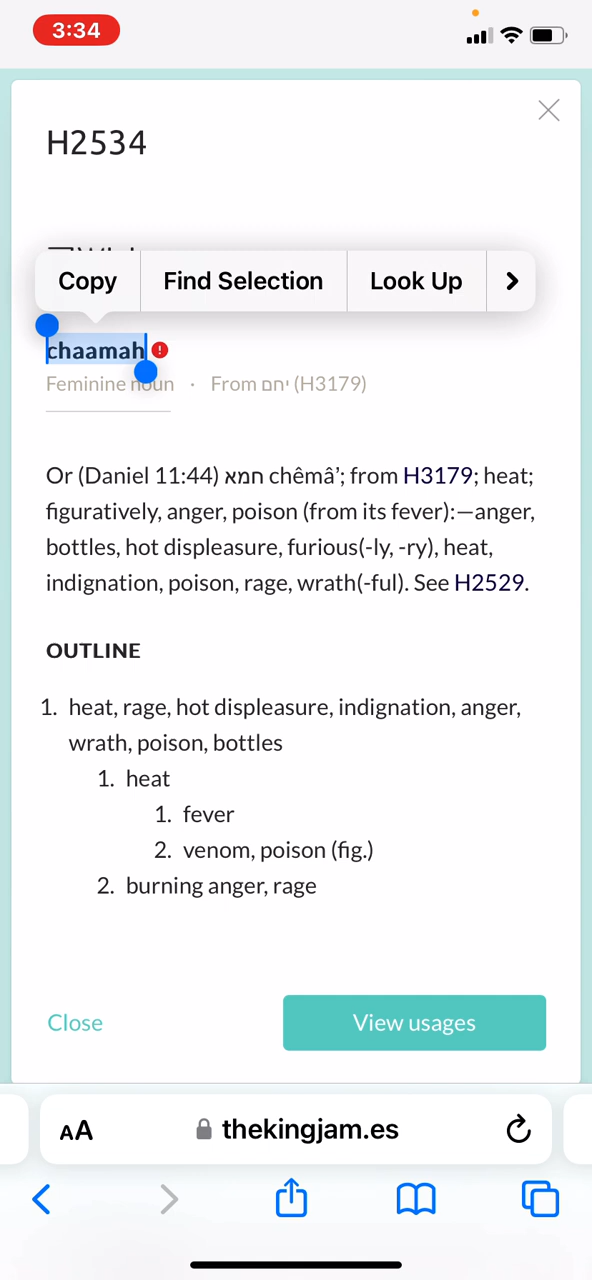 3:34
H2534
Copy
Find Selection
Look Up
chaamah
Feminine noun · From יחם (H3179)
Or (Daniel 11:44) חמא chêmâʼ; from H3179; heat;
figuratively, anger, poison (from its fever):—anger,
bottles, hot displeasure, furious(-ly, -ry), heat,
indignation, poison, rage, wrath(-ful). See H2529.
OUTLINE
1. heat, rage, hot displeasure, indignation, anger,
wrath, poison, bottles
1. heat
1. fever
2. venom, poison (fig.)
2. burning anger, rage
Close
View usages
AA
thekingjam.es